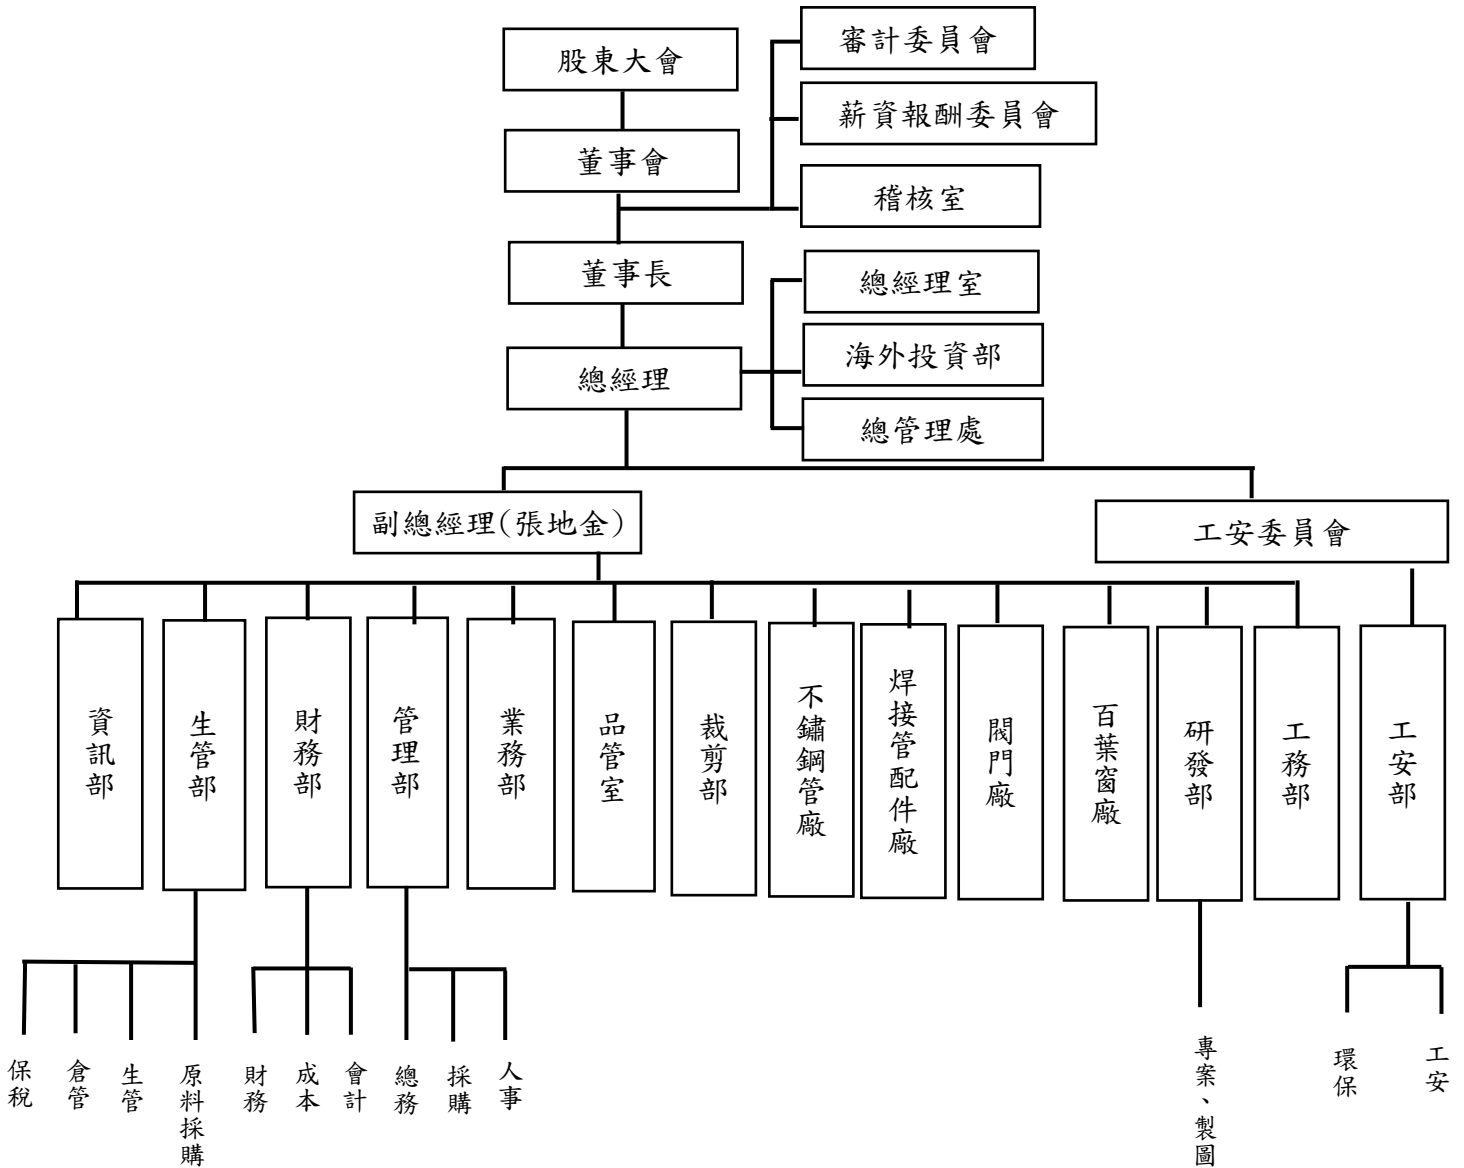 股東大會
審計委員會
薪資報酬委員會
董事會
稽核室
董事長
總經理室
海外投資部
總經理
總管理處
副總經理(張地金)
工安委員會
資訊部
生管部
財務部
管理部
業務部
品管室
裁剪部
不鏽鋼管廠
焊接管配件廠
閥門廠
百葉窗廠
研發部
工務部
工安部
保稅
倉管
生管
原料採購
財務
成本
會計
總務
採購
人事
專案、製圖
環保
工安